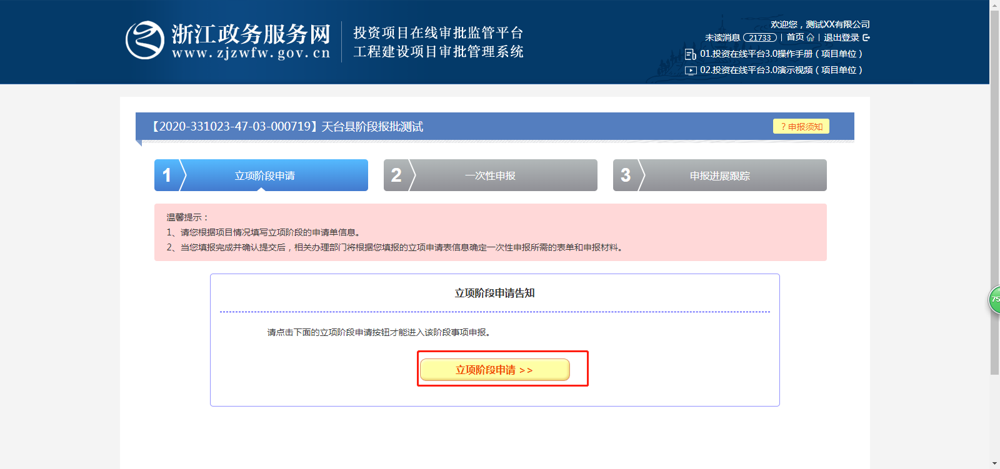 浙江政务服务网
www.zjzwfw.gov.cn
投资项目在线审批监管平台
工程建设项目审批管理系统
欢迎您，测试XX有限公司
未读消息 21733 | 首页 | 退出登录
01.投资在线平台3.0操作手册（项目单位）
02.投资在线平台3.0演示视频（项目单位）
【2020-331023-47-03-000719】天台县阶段报批测试
？申报须知
1 立项阶段申请
2 一次性申报
3 申报进展跟踪
温馨提示：
1、请您根据项目情况填写立项阶段的申请单信息。
2、当您填报完成并确认提交后，相关办理部门将根据您填报的立项申请表信息确定一次性申报所需的表单和申报材料。
75
立项阶段申请告知
请点击下面的立项阶段申请按钮才能进入该阶段事项申报。
立项阶段申请 >>